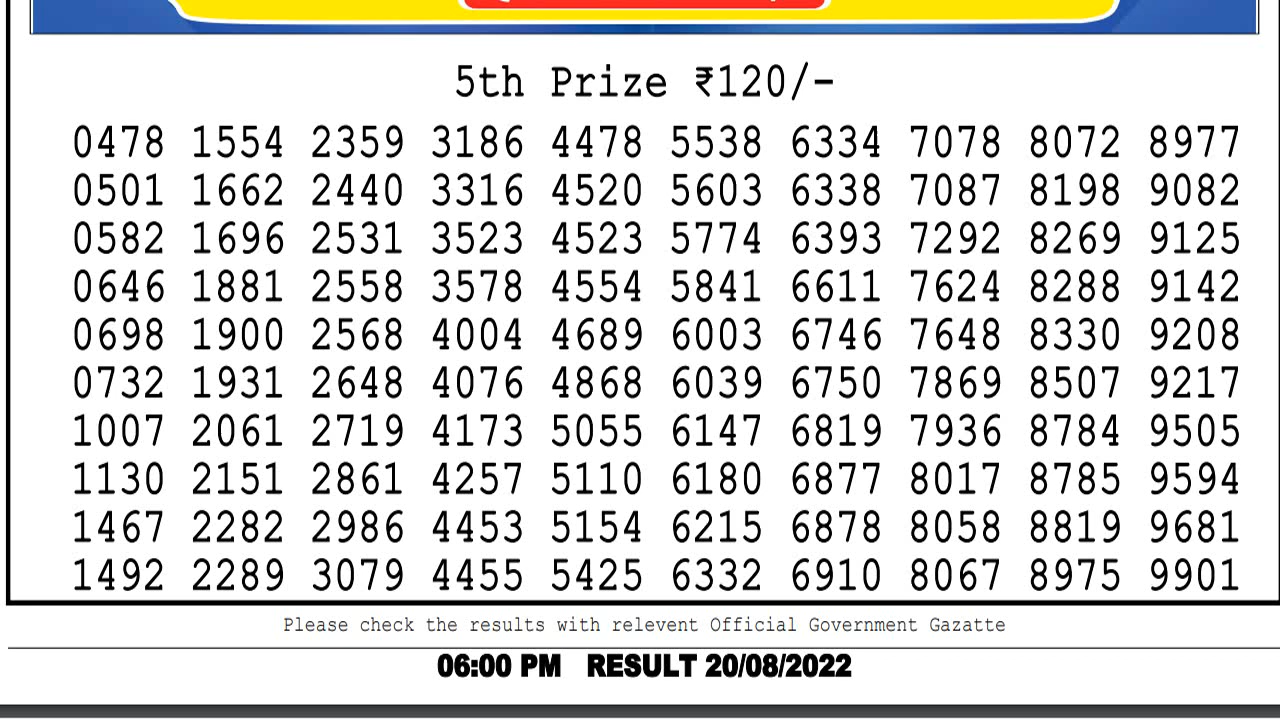 5th Prize ₹120/-
0478 1554 2359 3186 4478 5538 6334 7078 8072 8977
0501 1662 2440 3316 4520 5603 6338 7087 8198 9082
0582 1696 2531 3523 4523 5774 6393 7292 8269 9125
0646 1881 2558 3578 4554 5841 6611 7624 8288 9142
0698 1900 2568 4004 4689 6003 6746 7648 8330 9208
0732 1931 2648 4076 4868 6039 6750 7869 8507 9217
1007 2061 2719 4173 5055 6147 6819 7936 8784 9505
1130 2151 2861 4257 5110 6180 6877 8017 8785 9594
1467 2282 2986 4453 5154 6215 6878 8058 8819 9681
1492 2289 3079 4455 5425 6332 6910 8067 8975 9901
Please check the results with relevent Official Government Gazatte
06:00 PM RESULT 20/08/2022